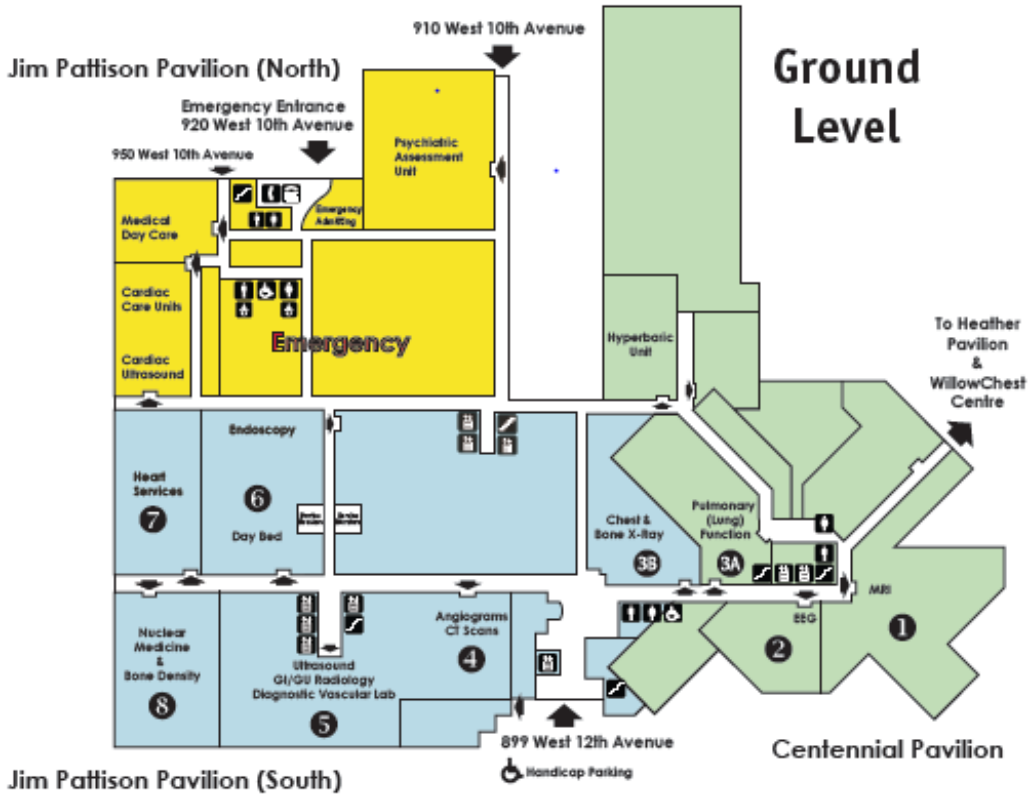 910 West 10th Avenue
Ground
Level
Jim Pattison Pavilion (North)
Emergency Entrance
920 West 10th Avenue
950 West 10th Avenue
Psychiatric
Assessment
Unit
Medical
Day Care
Emergency
Admitting
Cardiac
Care Units
Emergency
Cardiac
Ultrasound
Hyperbaric
Unit
To Heather
Pavilion
&
WillowChest
Centre
Endoscopy
Heart
Services
7
6
Day Bed
Chest &
Bone X-Ray
3B
Pulmonary
(Lung)
Function
3A
MRI
1
EEG
2
Nuclear
Medicine
&
Bone Density
8
Angiograms
CT Scans
4
Ultrasound
GI/GU Radiology
Diagnostic Vascular Lab
5
899 West 12th Avenue
Handicap Parking
Centennial Pavilion
Jim Pattison Pavilion (South)